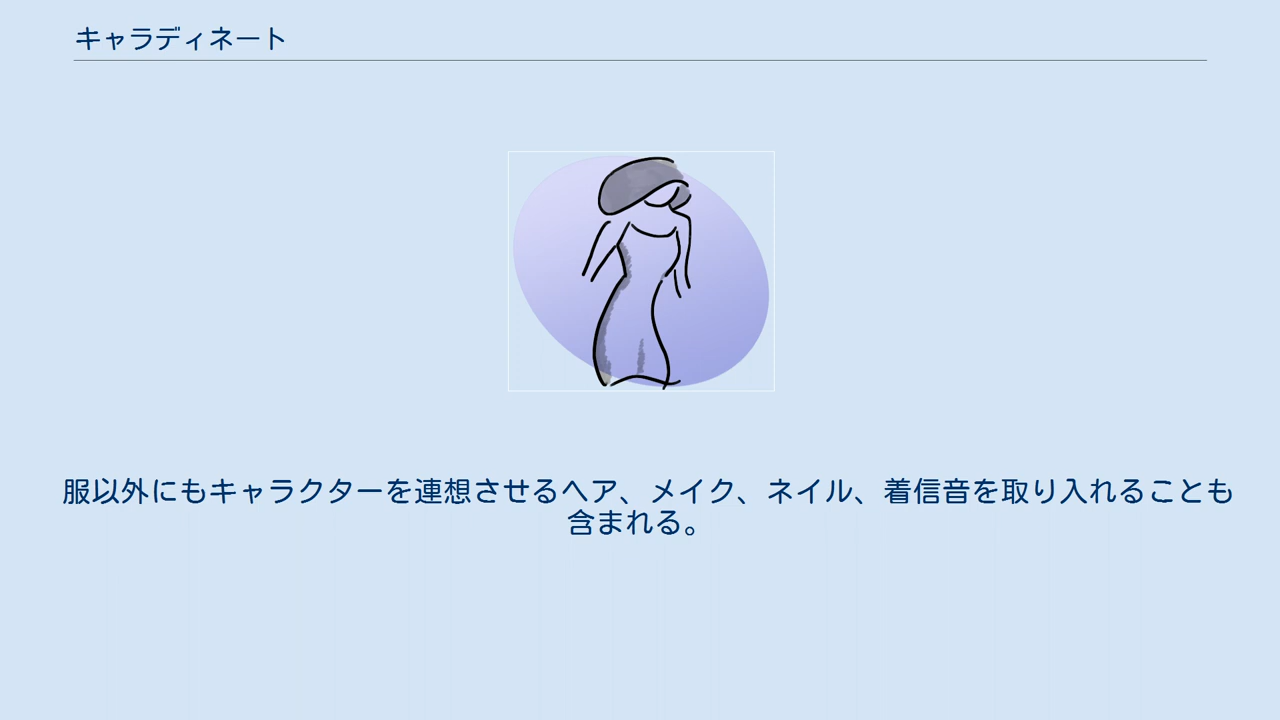 キャラディネート
服以外にもキャラクターを連想させるヘア、メイク、ネイル、着信音を取り入れることも
含まれる。